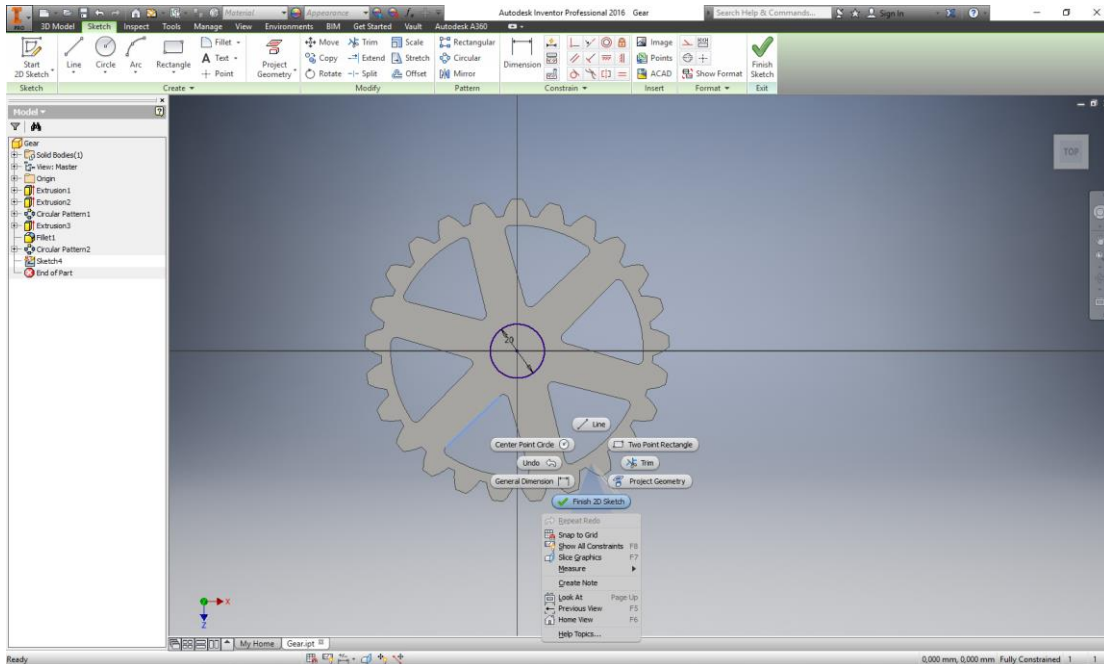 Material Appearance Autodesk Inventor Professional 2016 Gear Search Help & Commands... Sign In
PRO 3D Model Sketch Inspect Tools Manage View Environments BIM Get Started Vault Autodesk A360
Start 2D Sketch Line Circle Arc Rectangle Fillet Text Point Project Geometry Move Copy Rotate Trim Extend Split Scale Stretch Offset Rectangular Circular Mirror Dimension Image Points ACAD Show Format Finish Sketch
Sketch Create Modify Pattern Constrain Insert Format Exit
Model
Gear
Solid Bodies(1)
View: Master
Origin
Extrusion1
Extrusion2
Circular Pattern1
Extrusion3
Fillet1
Circular Pattern2
Sketch4
End of Part
TOP
20
Line
Center Point Circle Two Point Rectangle
Undo Trim
General Dimension Project Geometry
Finish 2D Sketch
Repeat Redo
Snap to Grid
Show All Constraints F8
Slice Graphics F7
Measure
Create Note
Look At Page Up
Previous View F5
Home View F6
Help Topics...
X
Z
My Home Gear.ipt
Ready 0,000 mm, 0,000 mm Fully Constrained 1 1